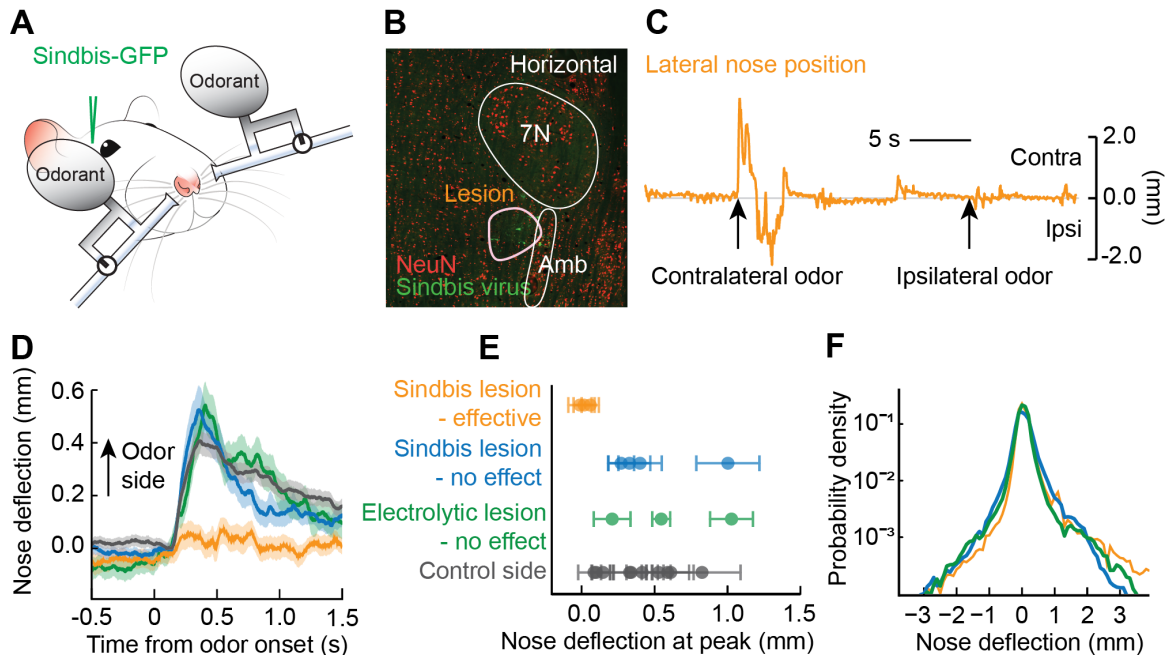 A
Sindbis-GFP
Odorant
Odorant
B
Horizontal
7N
Lesion
Amb
NeuN
Sindbis virus
C
Lateral nose position
5 s
Contra
Ipsi
2.0
0.0
-2.0
(mm)
Contralateral odor
Ipsilateral odor
D
Nose deflection (mm)
0.6
0.4
0.2
0.0
Odor
side
-0.5
0
0.5
1.0
1.5
Time from odor onset (s)
E
Sindbis lesion
- effective
Sindbis lesion
- no effect
Electrolytic lesion
- no effect
Control side
0.0
0.5
1.0
1.5
Nose deflection at peak (mm)
F
Probability density
10⁻¹
10⁻²
10⁻³
−3
−2
−1
0
1
2
3
Nose deflection (mm)